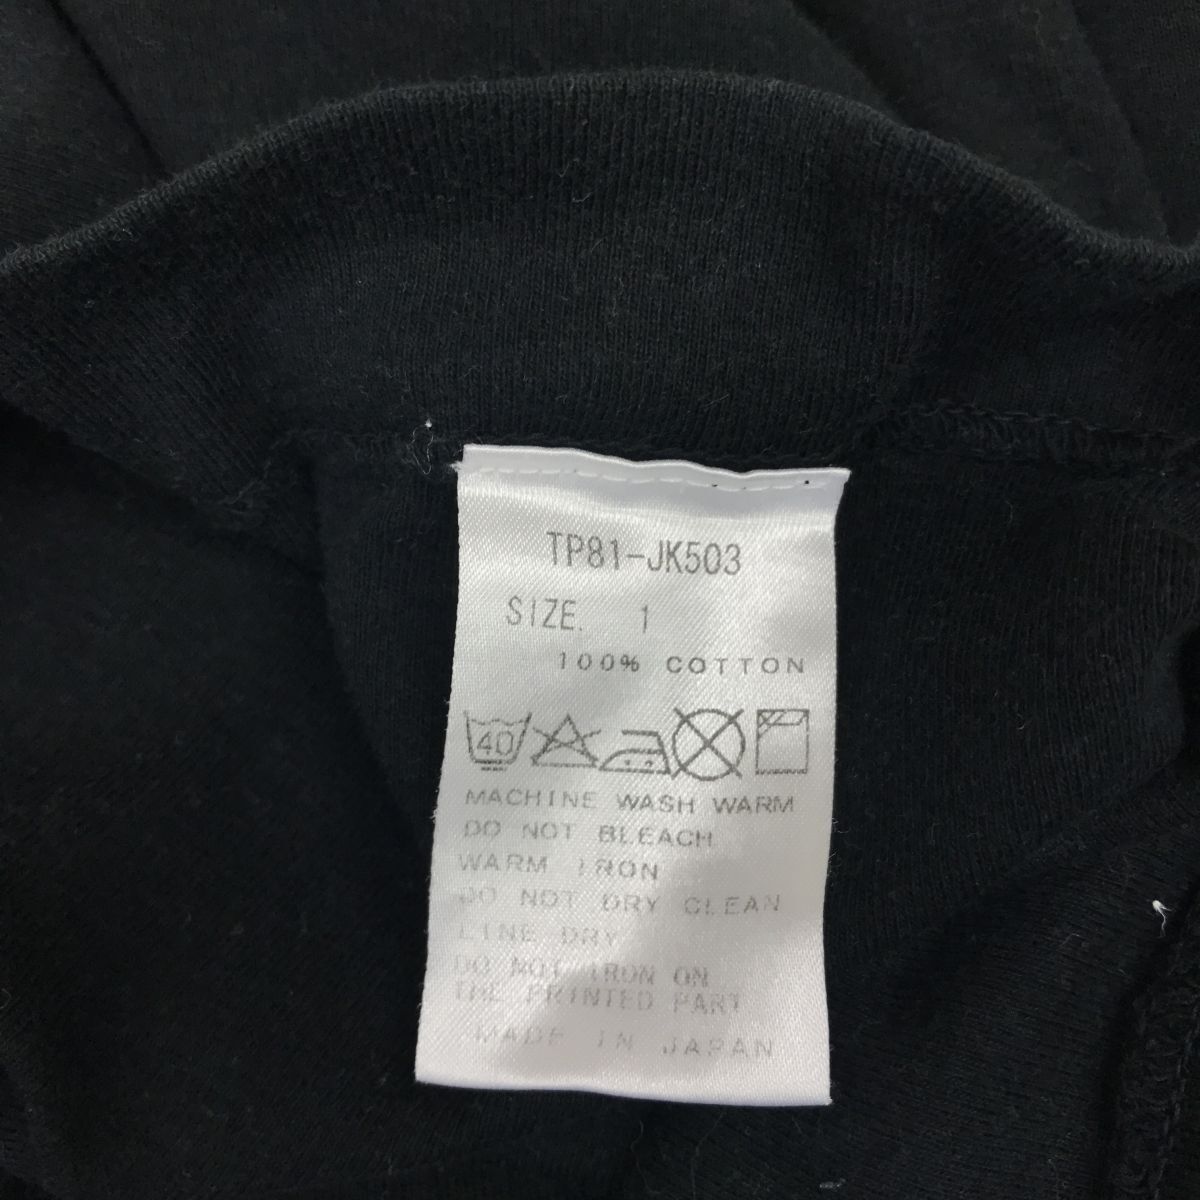 TP81-JK503
SIZE. 1
100% COTTON
40
MACHINE WASH WARM
DO NOT BLEACH
WARM IRON
DO NOT DRY CLEAN
LINE DRY
DO NOT IRON ON
THE PRINTED PART
MADE IN JAPAN